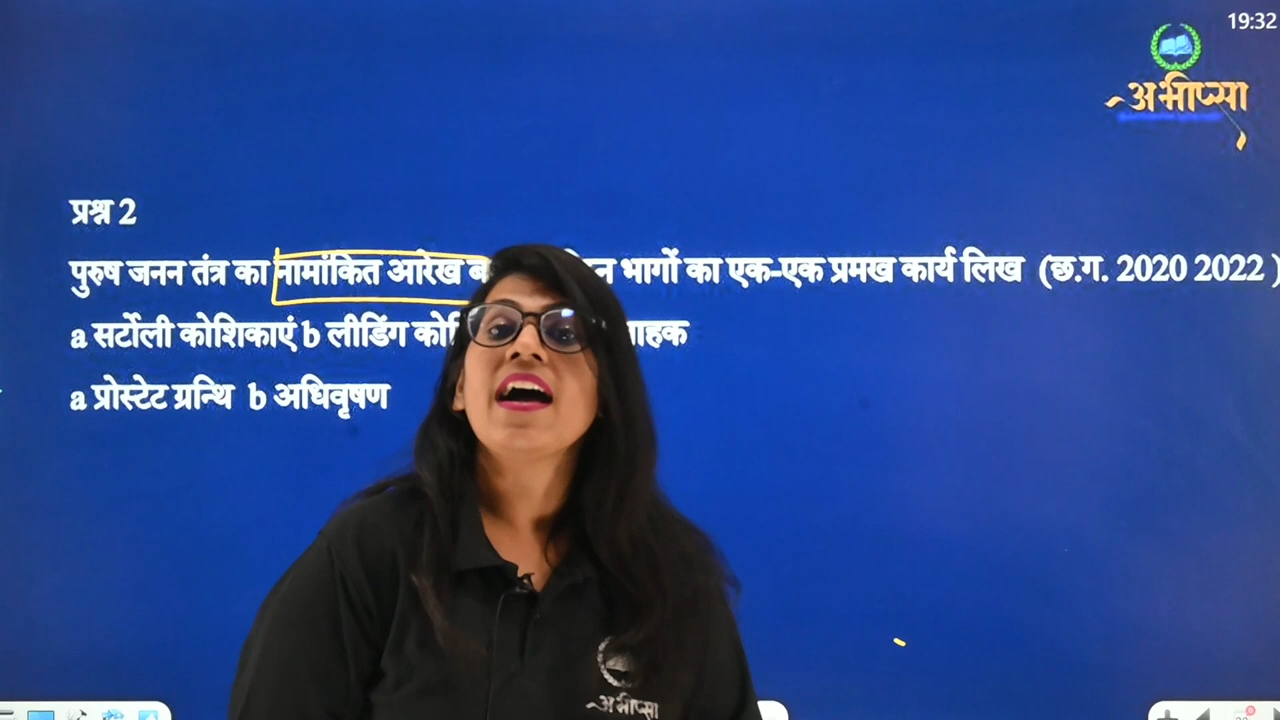 19:32
अभीप्सा
प्रश्न 2
पुरुष जनन तंत्र का नामांकित आरेख भागों का एक-एक प्रमख कार्य लिख (छ.ग. 2020 2022 )
a सर्टोली कोशिकाएं b लीडिंग
a प्रोस्टेट ग्रन्थि b अधिवृषण
अभीप्सा